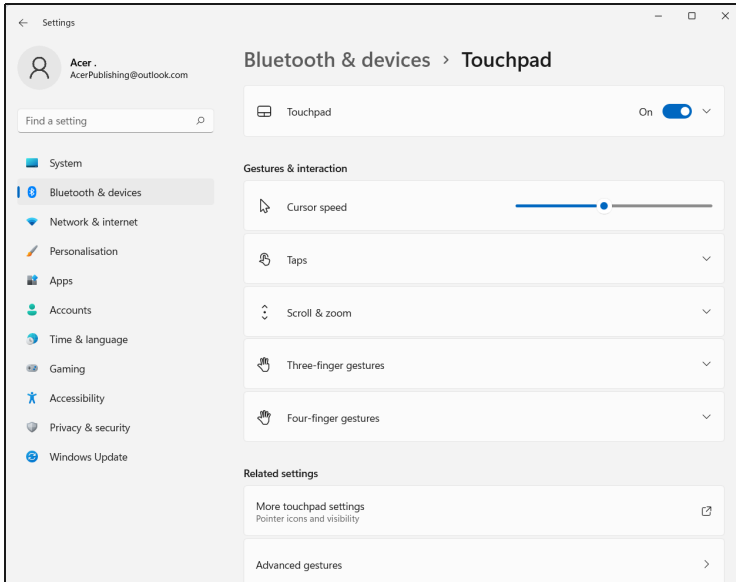 Settings
Acer .
AcerPublishing@outlook.com
Find a setting
System
Bluetooth & devices
Network & internet
Personalisation
Apps
Accounts
Time & language
Gaming
Accessibility
Privacy & security
Windows Update
Bluetooth & devices > Touchpad
Touchpad On
Gestures & interaction
Cursor speed
Taps
Scroll & zoom
Three-finger gestures
Four-finger gestures
Related settings
More touchpad settings
Pointer icons and visibility
Advanced gestures